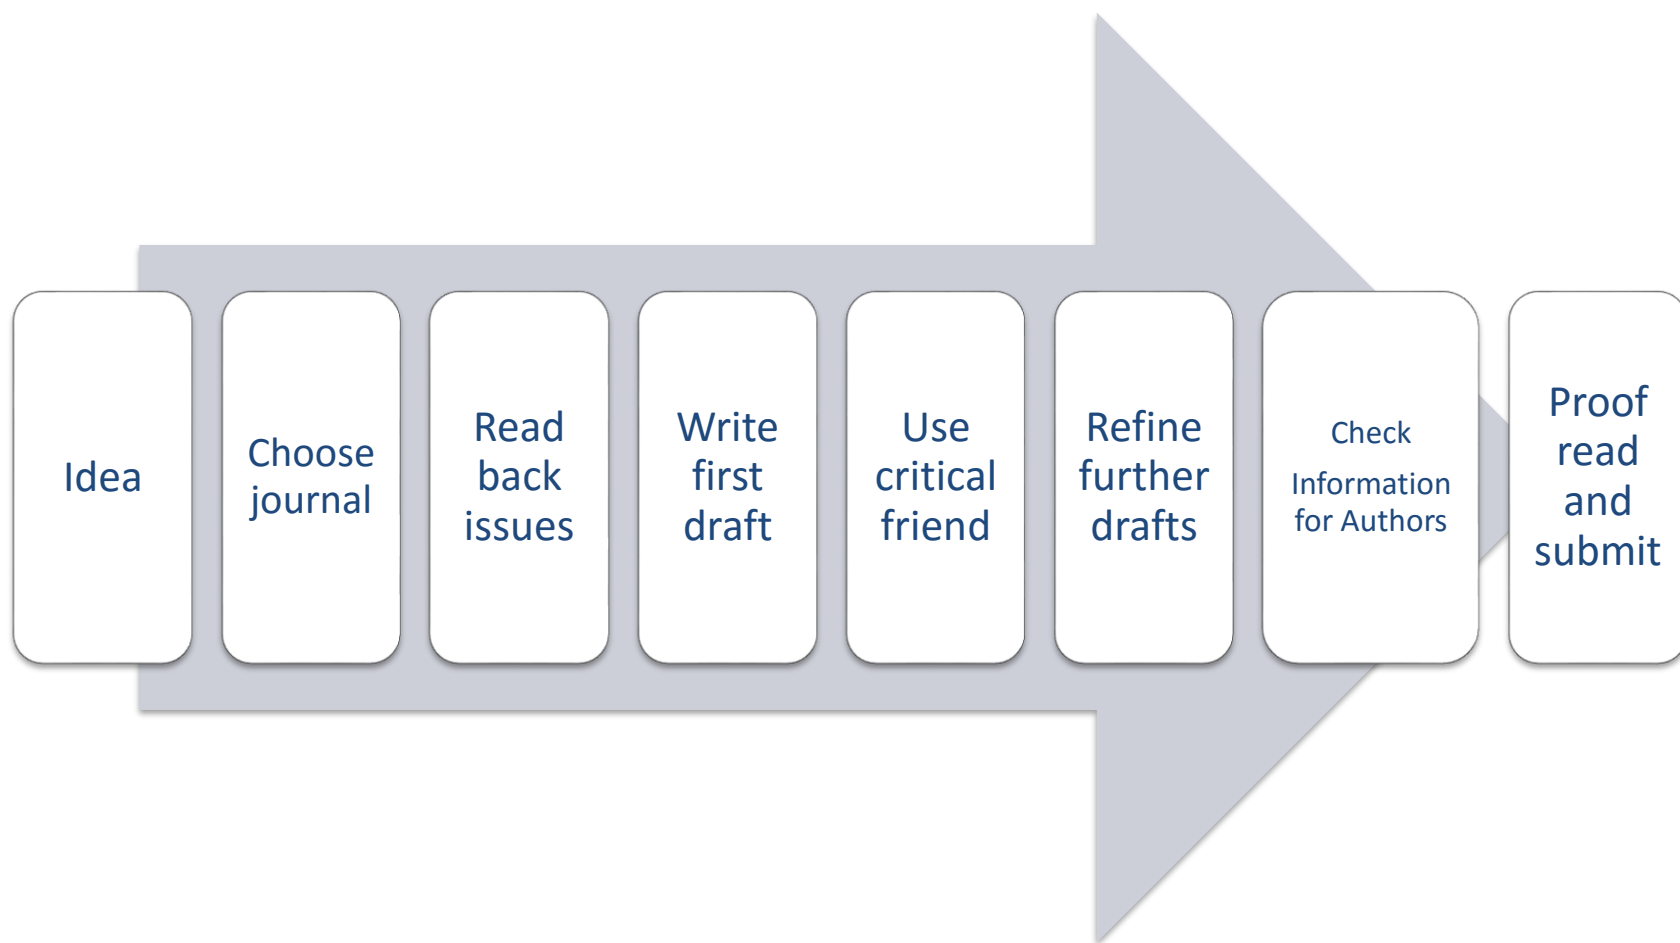 Idea
Choose
journal
Read
back
issues
Write
first
draft
Use
critical
friend
Refine
further
drafts
Check
Information
for Authors
Proof
read
and
submit